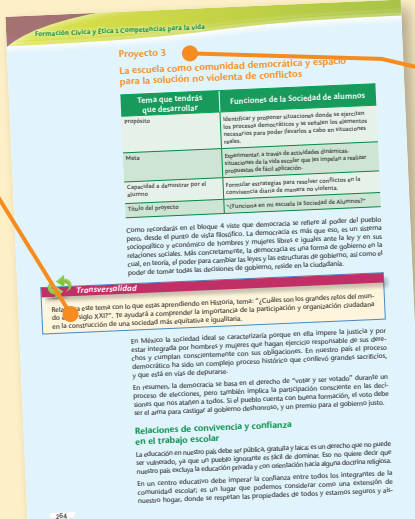 Formación Cívica y Ética 1 Competencias para la vida
Proyecto 3
La escuela como comunidad democrática y espacio
para la solución no violenta de conflictos
Tema que tendrás
que desarrollar
Funciones de la Sociedad de alumnos
Propósito
Identificar y proponer situaciones donde se ejerciten
los procesos democráticos y se señalen los elementos
necesarios para poder llevarlos a cabo en situaciones
reales.
Meta
Experimentar, a través de actividades dinámicas,
situaciones de la vida escolar que les impelan a realizar
propuestas de fácil aplicación.
Capacidad a demostrar por el
alumno
Formular estrategias para resolver conflictos en la
convivencia diaria de manera no violenta.
Título del proyecto
"¿Funciona en mi escuela la Sociedad de Alumnos?"
Como recordarás en el bloque 4 viste que democracia se refiere al poder del pueblo
pero, desde el punto de vista filosófico. La democracia es más que eso, es un sistema
sociopolítico y económico de hombres y mujeres libres e iguales ante la ley y en sus
relaciones sociales. Más concretamente, la democracia es una forma de gobierno en la
cual, en teoría, el poder para cambiar las leyes y las estructuras de gobierno, así como el
poder de tomar todas las decisiones de gobierno, reside en la ciudadanía.
Transversalidad
este tema con lo que estas aprendiendo en Historia, tema: "¿Cuáles son los grandes retos del mun-
do siglo XXI?". Te ayudará a comprender la importancia de la participación y organización ciudadana
en la construcción de una sociedad más equitativa e igualitaria.
En México la sociedad ideal se caracterizaría porque en ella impere la justicia y por
estar integrada por hombres y mujeres que hagan ejercicio responsable de sus dere-
chos y cumplan conscientemente con sus obligaciones. En nuestro país el proceso
democrático ha sido un complejo proceso histórico que conllevó grandes sacrificios,
y que está en vías de depurarse.
En resumen, la democracia se basa en el derecho de "votar y ser votado" durante un
proceso de elecciones, pero también implica la participación consciente en las deci-
siones que nos atañen a todos. Si el pueblo cuenta con buena formación, el voto debe
ser el arma para castigar al gobierno deshonroso, y un premio para el gobierno justo.
Relaciones de convivencia y confianza
en el trabajo escolar
La educación en nuestro país debe ser pública, gratuita y laica; es un derecho que no puede
ser vulnerado, ya que un pueblo ignorante es fácil de dominar. Eso no quiere decir que
nuestro país excluya la educación privada y con orientación hacia alguna doctrina religiosa.
En un centro educativo debe imperar la confianza entre todos los integrantes de la
comunidad escolar; es un lugar que podemos considerar como una extensión de
nuestro hogar, donde se respetan las propiedades de todos y estamos seguros y ais-
264